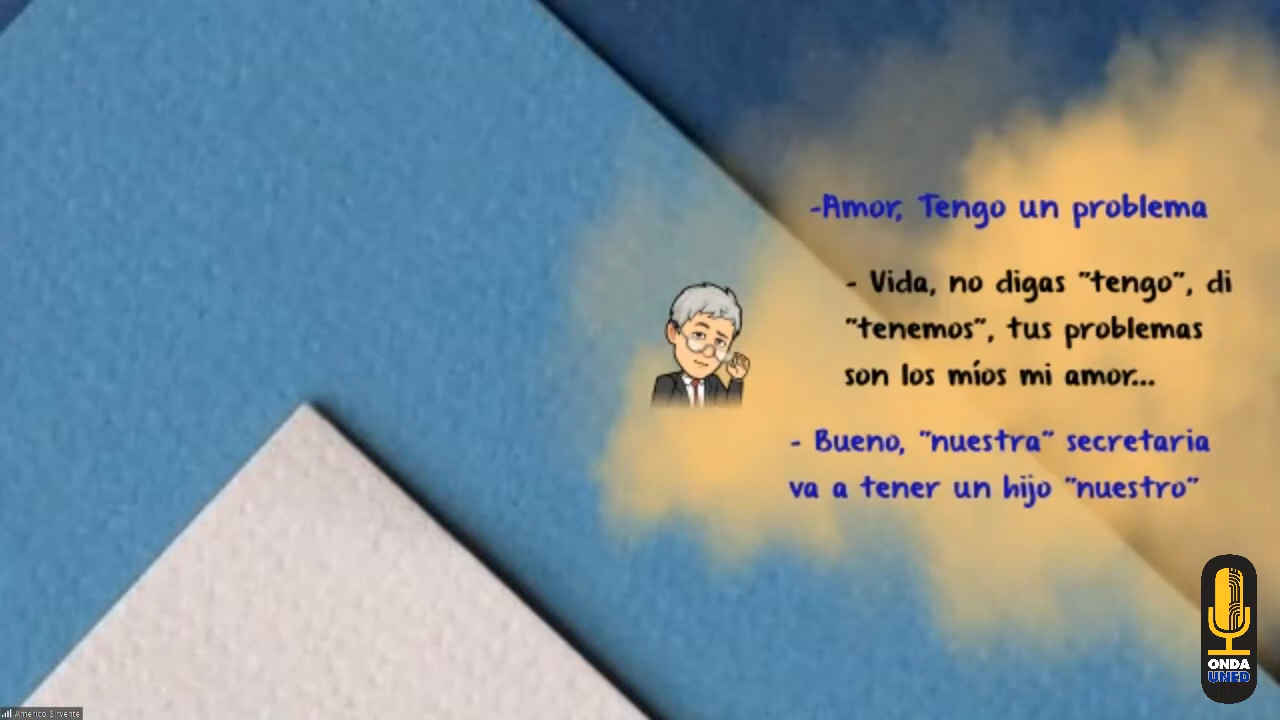 -Amor, Tengo un problema
- Vida, no digas "tengo", di
"tenemos", tus problemas
son los míos mi amor...
- Bueno, "nuestra" secretaria
va a tener un hijo "nuestro"
ONDA
UNED
Américo Sirvente